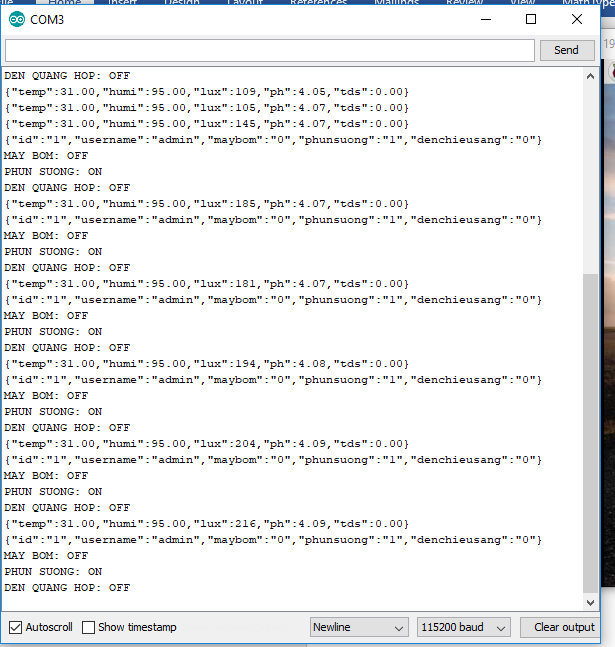 Home Insert Design Layout References Mailings Review View MathType
COM3
19
Send
DEN QUANG HOP: OFF
{"temp":31.00,"humi":95.00,"lux":109,"ph":4.05,"tds":0.00}
{"temp":31.00,"humi":95.00,"lux":105,"ph":4.07,"tds":0.00}
{"temp":31.00,"humi":95.00,"lux":145,"ph":4.07,"tds":0.00}
{"id":"1","username":"admin","maybom":"0","phunsuong":"1","denchieusang":"0"}
MAY BOM: OFF
PHUN SUONG: ON
DEN QUANG HOP: OFF
{"temp":31.00,"humi":95.00,"lux":185,"ph":4.07,"tds":0.00}
{"id":"1","username":"admin","maybom":"0","phunsuong":"1","denchieusang":"0"}
MAY BOM: OFF
PHUN SUONG: ON
DEN QUANG HOP: OFF
{"temp":31.00,"humi":95.00,"lux":181,"ph":4.07,"tds":0.00}
{"id":"1","username":"admin","maybom":"0","phunsuong":"1","denchieusang":"0"}
MAY BOM: OFF
PHUN SUONG: ON
DEN QUANG HOP: OFF
{"temp":31.00,"humi":95.00,"lux":194,"ph":4.08,"tds":0.00}
{"id":"1","username":"admin","maybom":"0","phunsuong":"1","denchieusang":"0"}
MAY BOM: OFF
PHUN SUONG: ON
DEN QUANG HOP: OFF
{"temp":31.00,"humi":95.00,"lux":204,"ph":4.09,"tds":0.00}
{"id":"1","username":"admin","maybom":"0","phunsuong":"1","denchieusang":"0"}
MAY BOM: OFF
PHUN SUONG: ON
DEN QUANG HOP: OFF
{"temp":31.00,"humi":95.00,"lux":216,"ph":4.09,"tds":0.00}
{"id":"1","username":"admin","maybom":"0","phunsuong":"1","denchieusang":"0"}
MAY BOM: OFF
PHUN SUONG: ON
DEN QUANG HOP: OFF
Autoscroll Show timestamp Newline 115200 baud Clear output